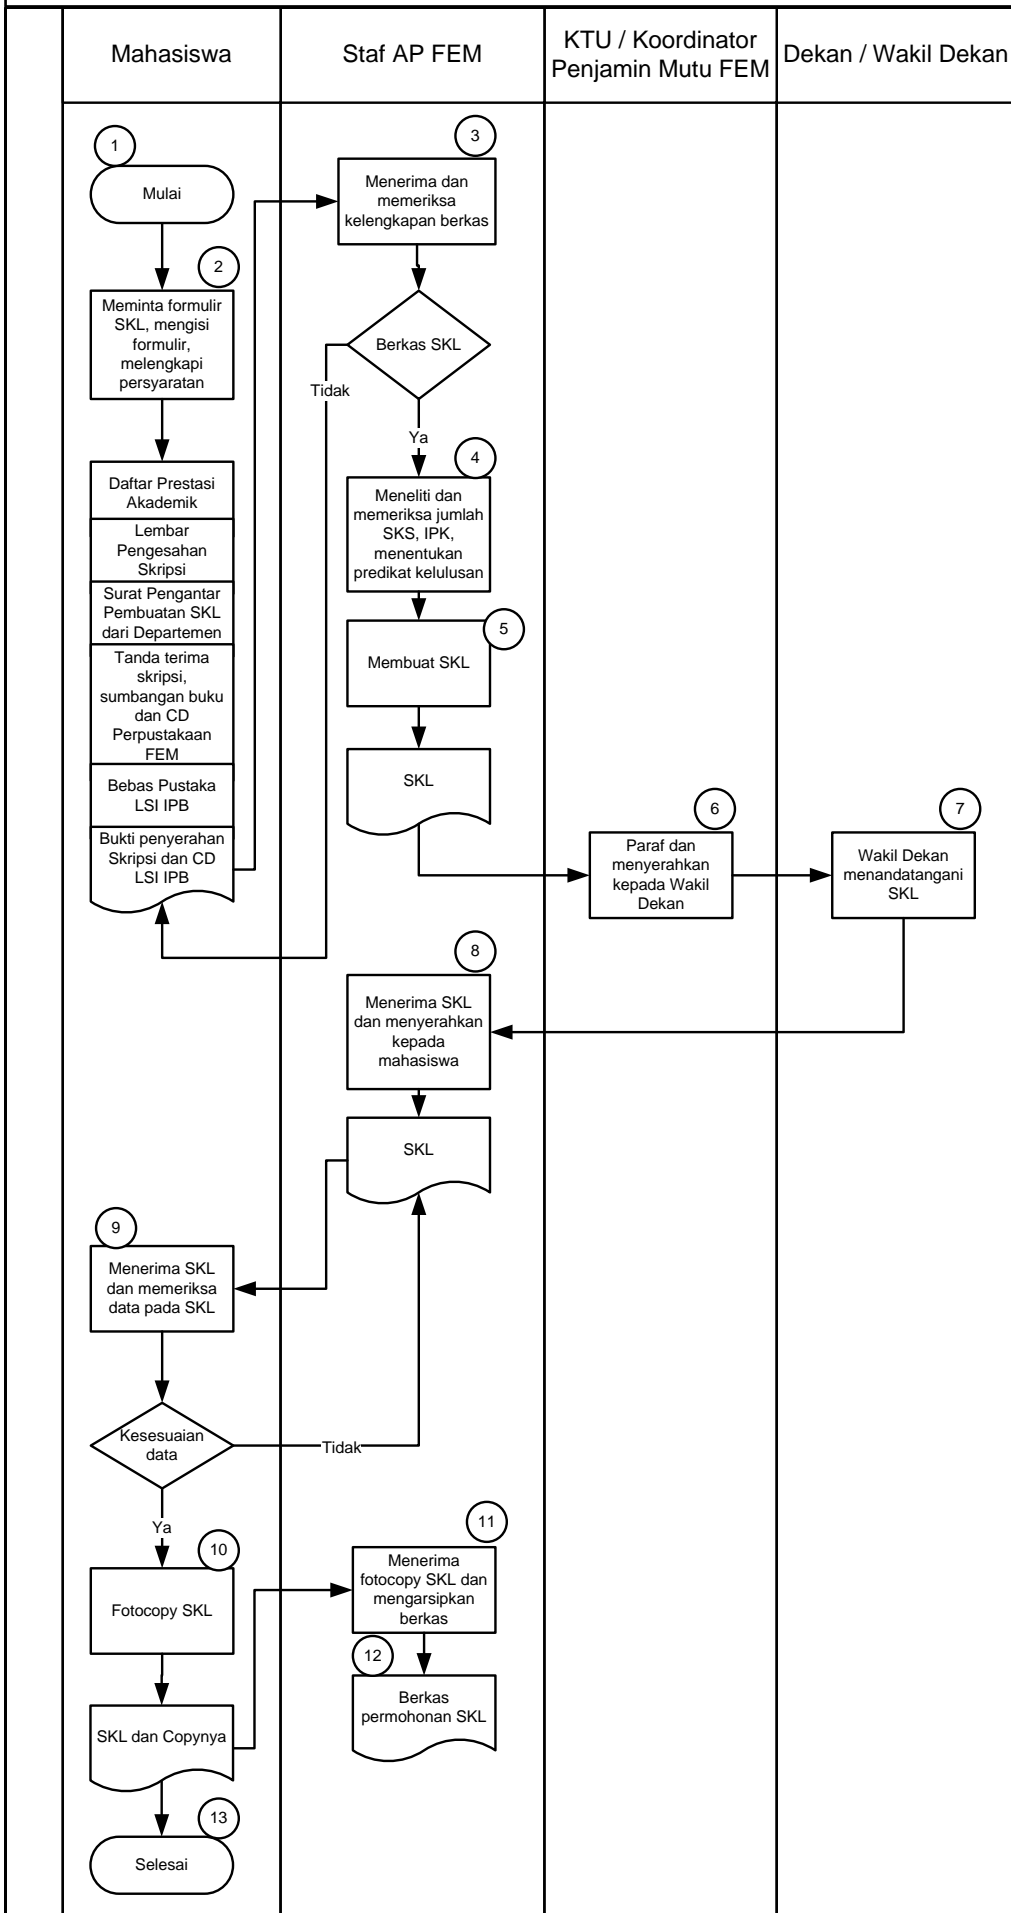 Mahasiswa
Staf AP FEM
KTU / Koordinator
Penjamin Mutu FEM
Dekan / Wakil Dekan
1
Mulai
2
Meminta formulir
SKL, mengisi
formulir,
melengkapi
persyaratan
Daftar Prestasi
Akademik
Lembar
Pengesahan
Skripsi
Surat Pengantar
Pembuatan SKL
dari Departemen
Tanda terima
skripsi,
sumbangan buku
dan CD
Perpustakaan
FEM
Bebas Pustaka
LSI IPB
Bukti penyerahan
Skripsi dan CD
LSI IPB
3
Menerima dan
memeriksa
kelengkapan berkas
Berkas SKL
Tidak
Ya
4
Meneliti dan
memeriksa jumlah
SKS, IPK,
menentukan
predikat kelulusan
5
Membuat SKL
SKL
6
Paraf dan
menyerahkan
kepada Wakil
Dekan
7
Wakil Dekan
menandatangani
SKL
8
Menerima SKL
dan menyerahkan
kepada
mahasiswa
SKL
9
Menerima SKL
dan memeriksa
data pada SKL
Kesesuaian
data
Tidak
Ya
10
Fotocopy SKL
SKL dan Copynya
11
Menerima
fotocopy SKL dan
mengarsipkan
berkas
12
Berkas
permohonan SKL
13
Selesai